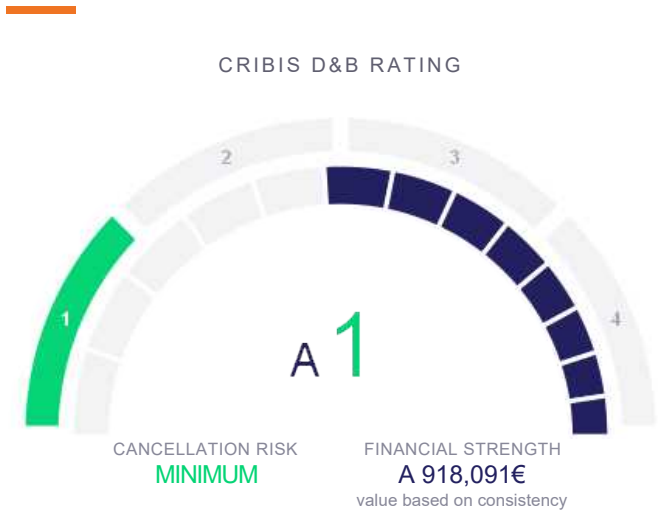 CRIBIS D&B RATING
2
3
1
4
A 1
CANCELLATION RISK
MINIMUM
FINANCIAL STRENGTH
A 918,091€
value based on consistency